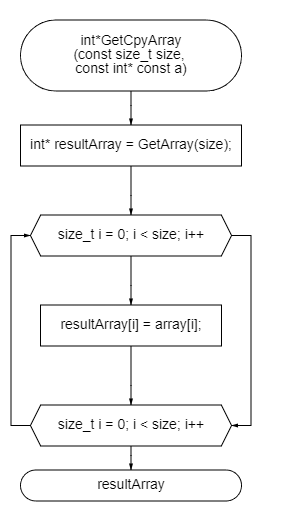 int*GetCpyArray
(const size_t size,
const int* const a)
int* resultArray = GetArray(size);
size_t i = 0; i < size; i++
resultArray[i] = array[i];
size_t i = 0; i < size; i++
resultArray